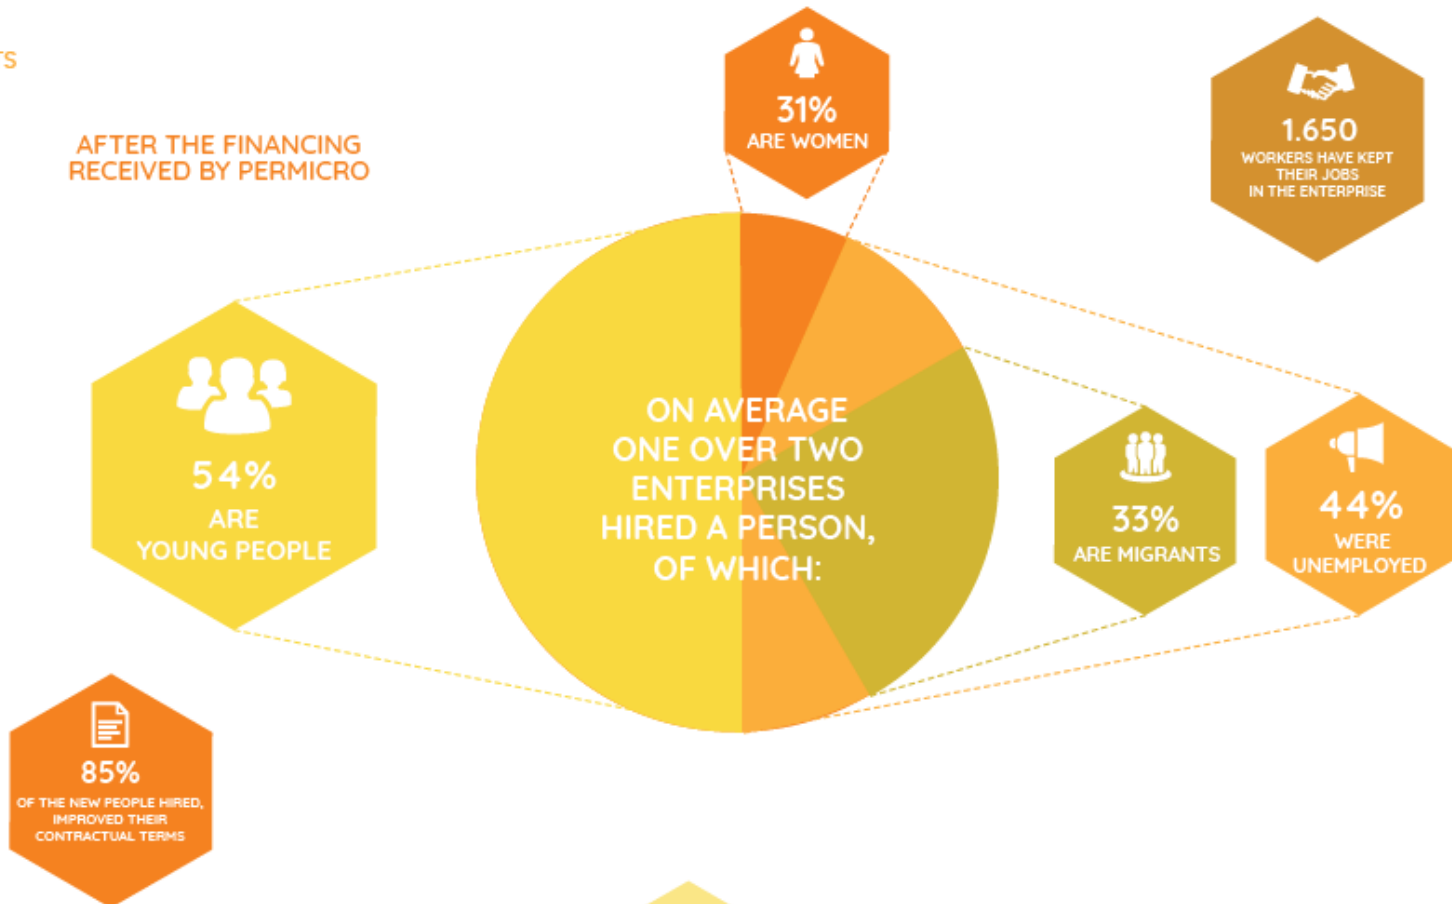 TS
AFTER THE FINANCING
RECEIVED BY PERMICRO
31%
ARE WOMEN
1.650
WORKERS HAVE KEPT
THEIR JOBS
IN THE ENTERPRISE
54%
ARE
YOUNG PEOPLE
ON AVERAGE
ONE OVER TWO
ENTERPRISES
HIRED A PERSON,
OF WHICH:
33%
ARE MIGRANTS
44%
WERE
UNEMPLOYED
85%
OF THE NEW PEOPLE HIRED,
IMPROVED THEIR
CONTRACTUAL TERMS